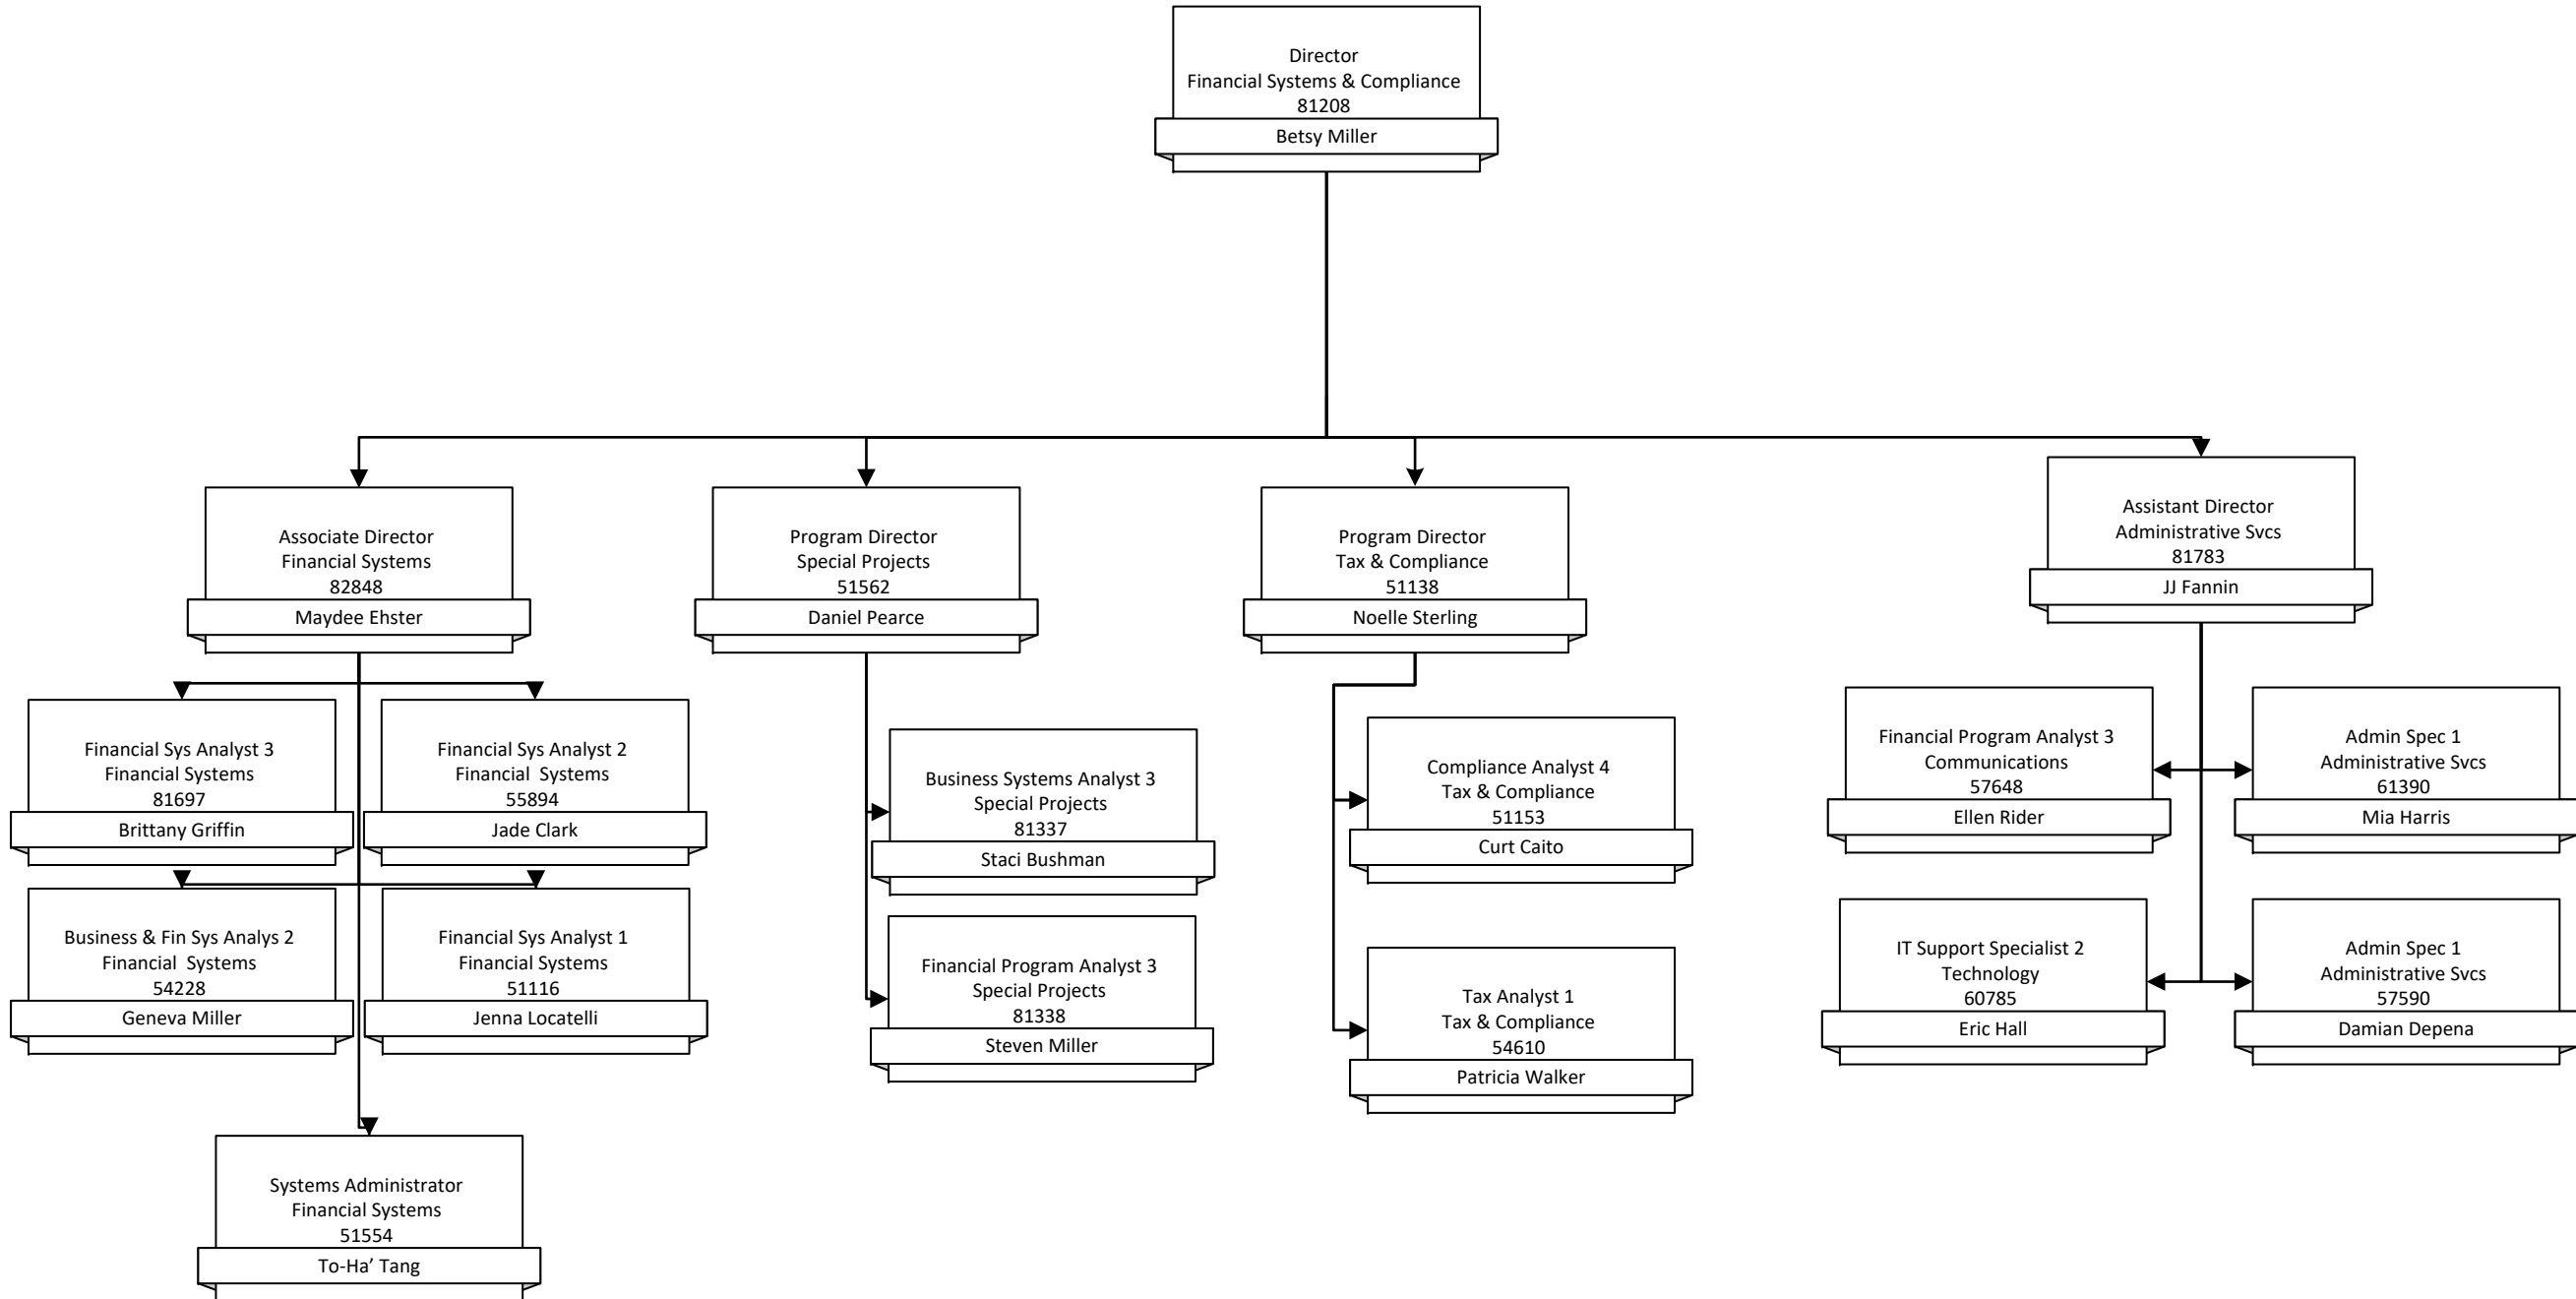 Director
Financial Systems & Compliance
81208
Betsy Miller
Associate Director
Financial Systems
82848
Maydee Ehster
Program Director
Special Projects
51562
Daniel Pearce
Program Director
Tax & Compliance
51138
Noelle Sterling
Assistant Director
Administrative Svcs
81783
JJ Fannin
Financial Sys Analyst 3
Financial Systems
81697
Brittany Griffin
Financial Sys Analyst 2
Financial  Systems
55894
Jade Clark
Business & Fin Sys Analys 2
Financial  Systems
54228
Geneva Miller
Financial Sys Analyst 1
Financial Systems
51116
Jenna Locatelli
Systems Administrator
Financial Systems
51554
To-Ha’ Tang
Business Systems Analyst 3
Special Projects
81337
Staci Bushman
Financial Program Analyst 3
Special Projects
81338
Steven Miller
Compliance Analyst 4
Tax & Compliance
51153
Curt Caito
Tax Analyst 1
Tax & Compliance
54610
Patricia Walker
Financial Program Analyst 3
Communications
57648
Ellen Rider
Admin Spec 1
Administrative Svcs
61390
Mia Harris
IT Support Specialist 2
Technology
60785
Eric Hall
Admin Spec 1
Administrative Svcs
57590
Damian Depena